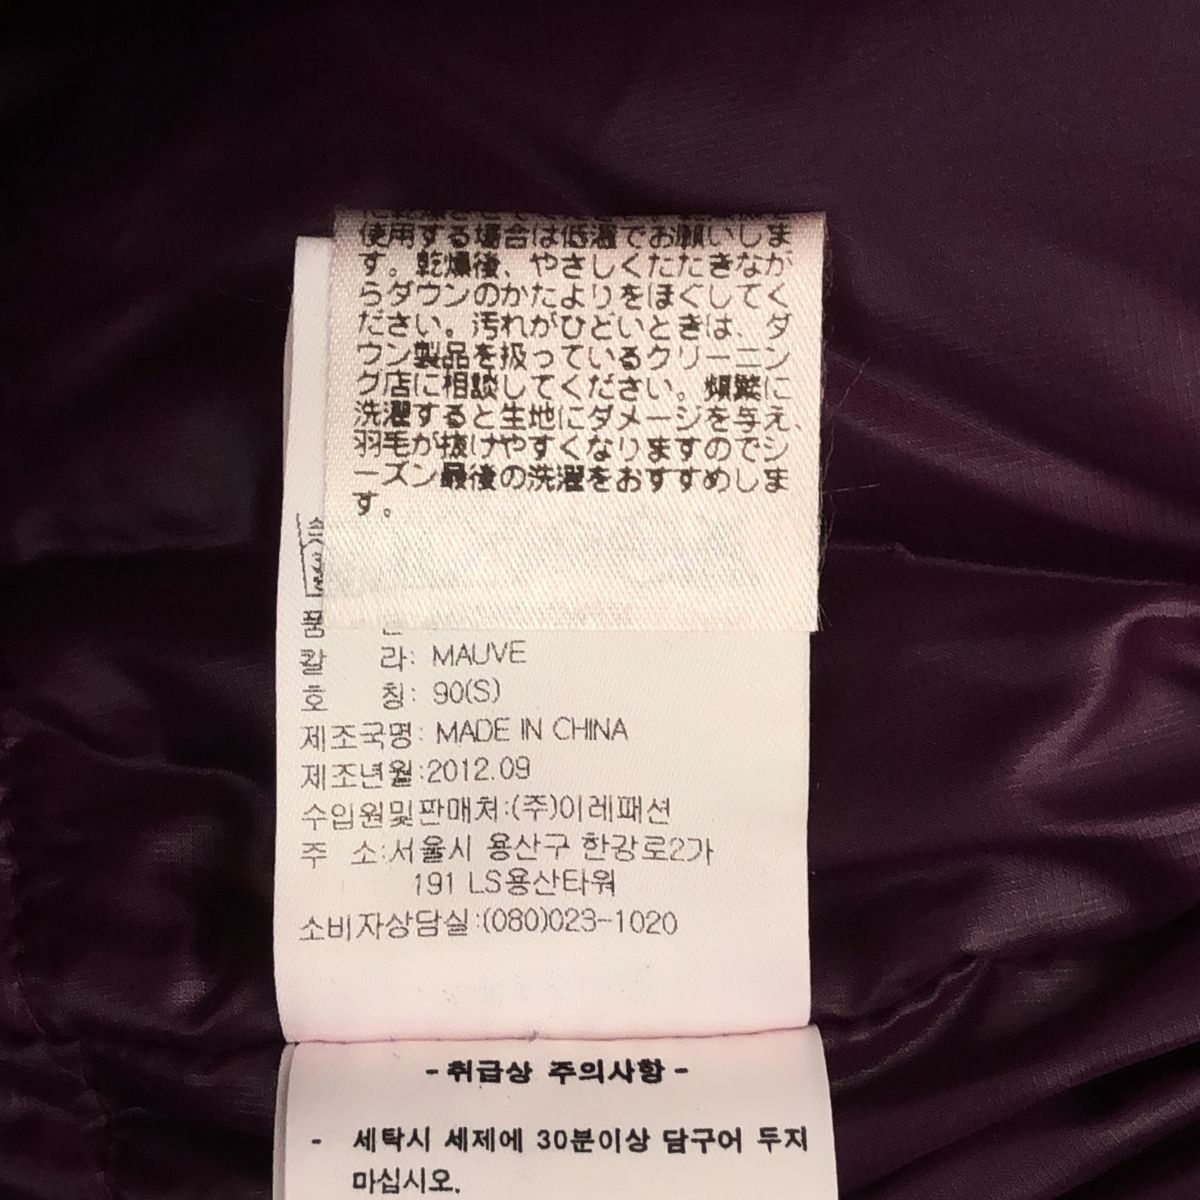 使用する場合は低温でお願いしま
す。乾燥後、やさしくたたきなが
らダウンのかたよりをほぐしてく
ださい。汚れがひどいときは、ダ
ウン製品を扱っているクリーニン
グ店に相談してください。頻繁に
洗濯すると生地にダメージを与え、
羽毛が抜けやすくなりますのでシ
ーズン最後の洗濯をおすすめしま
す。
품
칼 라: MAUVE
호 칭: 90(S)
제조국명: MADE IN CHINA
제조년월:2012.09
수입원및판매처:(주)이레패션
주 소:서울시 용산구 한강로2가
191 LS용산타워
소비자상담실:(080)023-1020
-취급상 주의사항-
- 세탁시 세제에 30분이상 담구어 두지
마십시오.